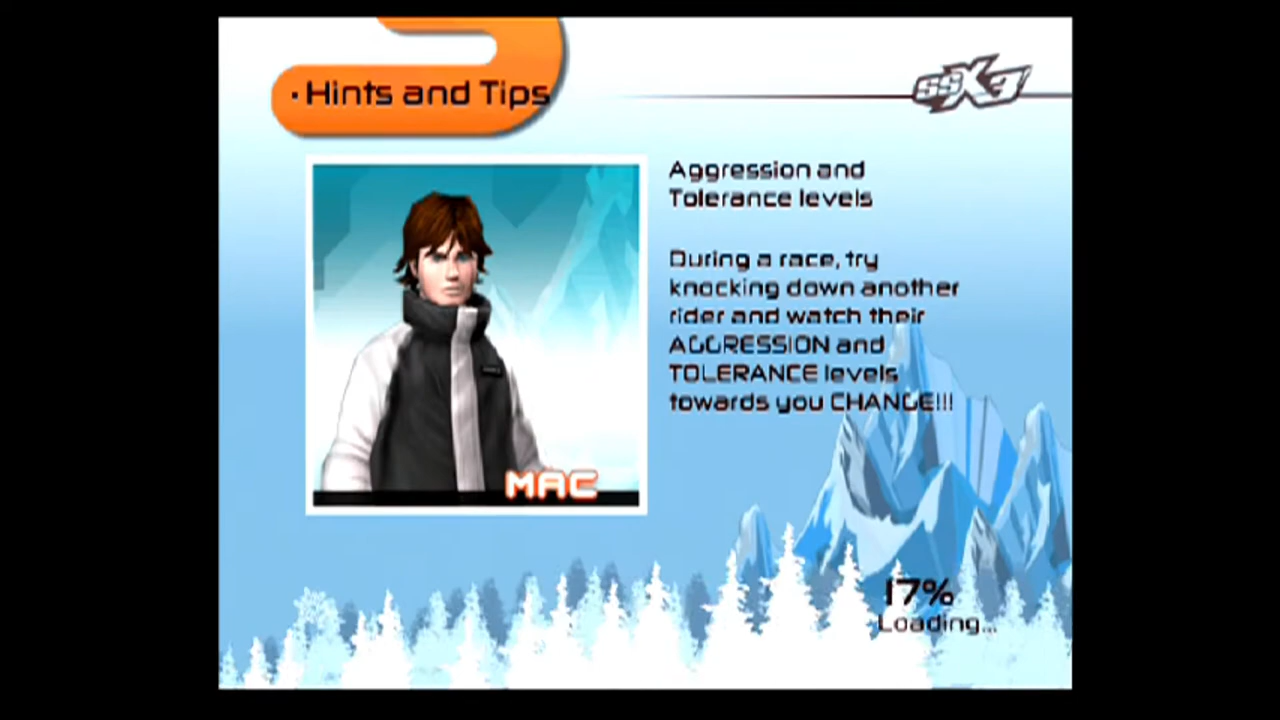 • Hints and Tips
SSX3
Aggression and
Tolerance levels
During a race, try
knocking down another
rider and watch their
AGGRESSION and
TOLERANCE levels
towards you CHANGE!!!
MAC
17%
Loading...